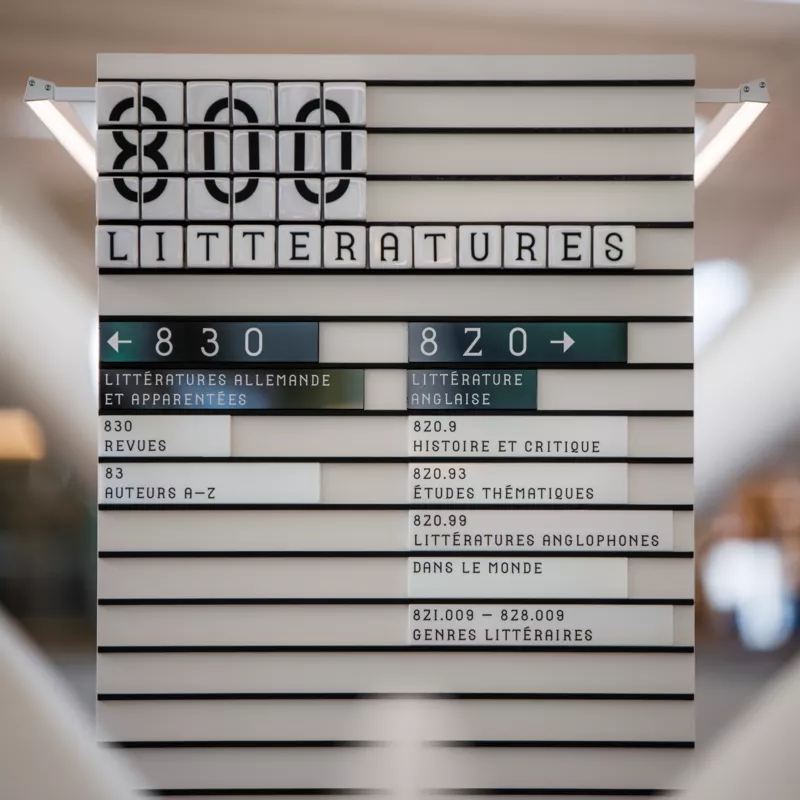 800
LITTERATURES
← 830
LITTÉRATURES ALLEMANDE
ET APPARENTÉES
830
REVUES
83
AUTEURS A–Z
820 →
LITTÉRATURE
ANGLAISE
820.9
HISTOIRE ET CRITIQUE
820.93
ÉTUDES THÉMATIQUES
820.99
LITTÉRATURES ANGLOPHONES
DANS LE MONDE
821.009 – 828.009
GENRES LITTÉRAIRES